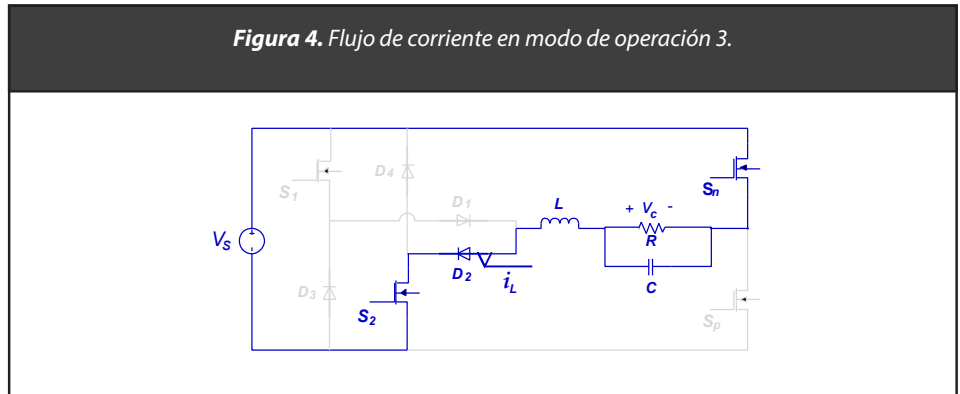 Figura 4. Flujo de corriente en modo de operación 3.
S1
D4
Sn
D1
L
+ Vc -
R
VS
D2
iL
C
D3
S2
Sp